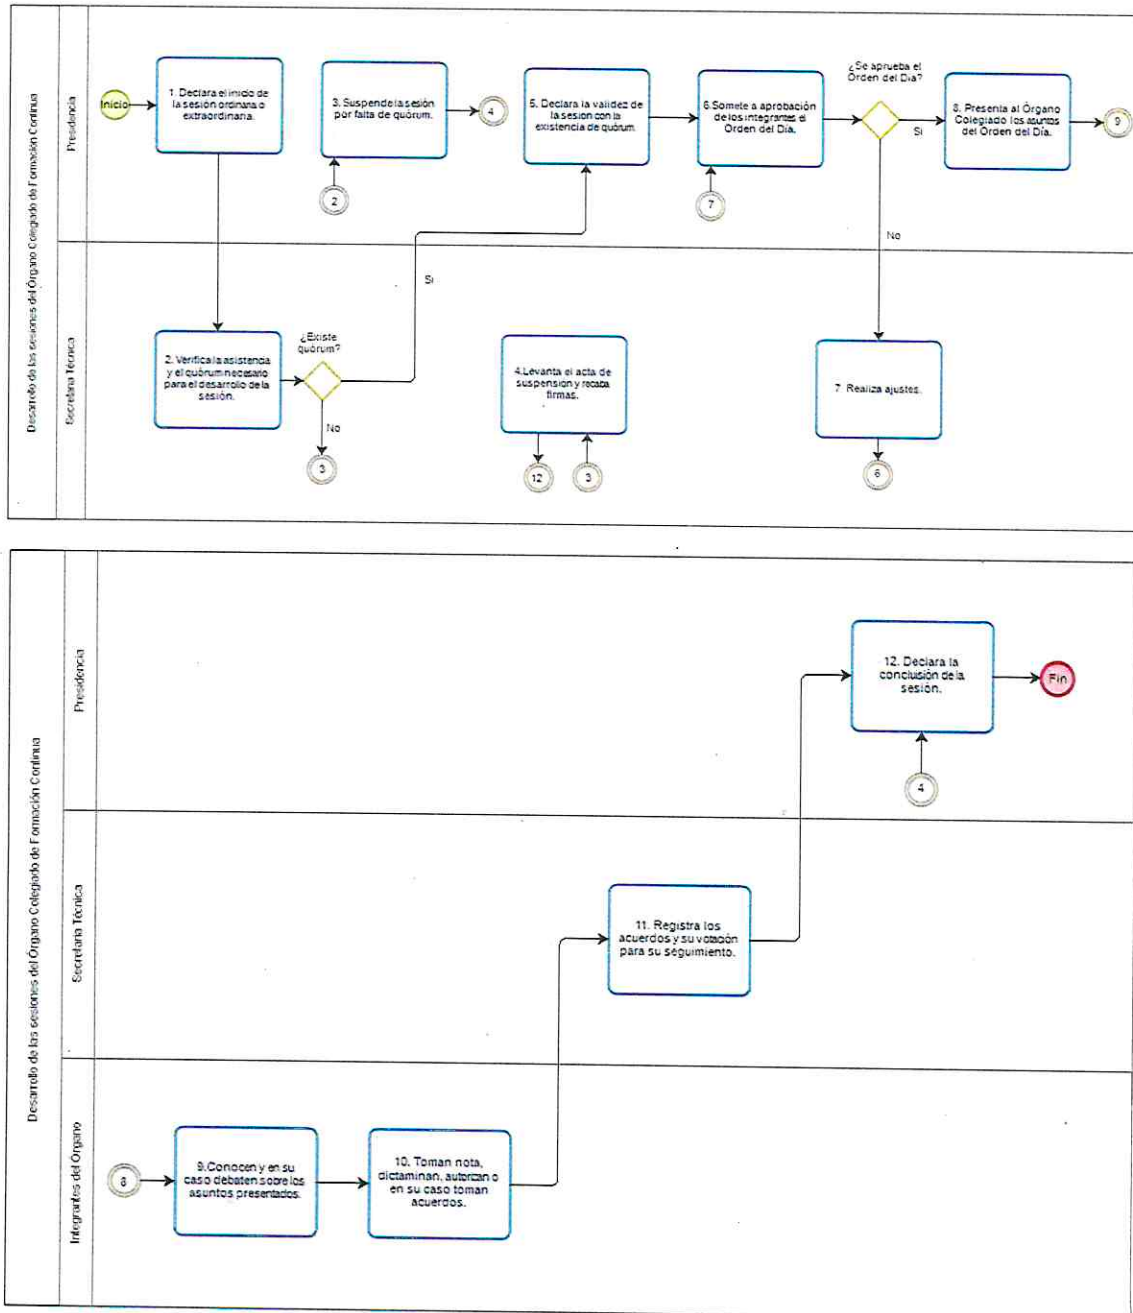 Desarrollo de las sesiones del Órgano Colegiado de Formación Continua
Presidencia
Inicio
1. Declara el inicio de
la sesión ordinaria o
extraordinaria.
3. Suspende la sesión
por falta de quórum.
4
2
5. Declara la validez de
la sesión con la
existencia de quórum.
6. Somete a aprobación
de los integrantes el
Orden del Día.
7
¿Se aprueba el
Orden del Día?
Si
No
8. Presenta al Órgano
Colegiado los asuntos
del Orden del Día.
9
Secretaria Técnica
2. Verifica la asistencia
y el quórum necesario
para el desarrollo de la
sesión.
¿Existe
quórum?
Si
No
3
4.Levanta el acta de
suspensión y recaba
firmas.
12
3
7 Realiza ajustes.
6
Desarrollo de las sesiones del Órgano Colegiado de Formación Continua
Presidencia
12. Declara la
conclusión de la
sesión.
Fin
4
Secretaria Técnica
11. Registra los
acuerdos y su votación
para su seguimiento.
Integrantes del Órgano
8
9.Conocen y en su
caso debaten sobre los
asuntos presentados.
10. Toman nota,
dictaminan, autorizan o
en su caso toman
acuerdos.